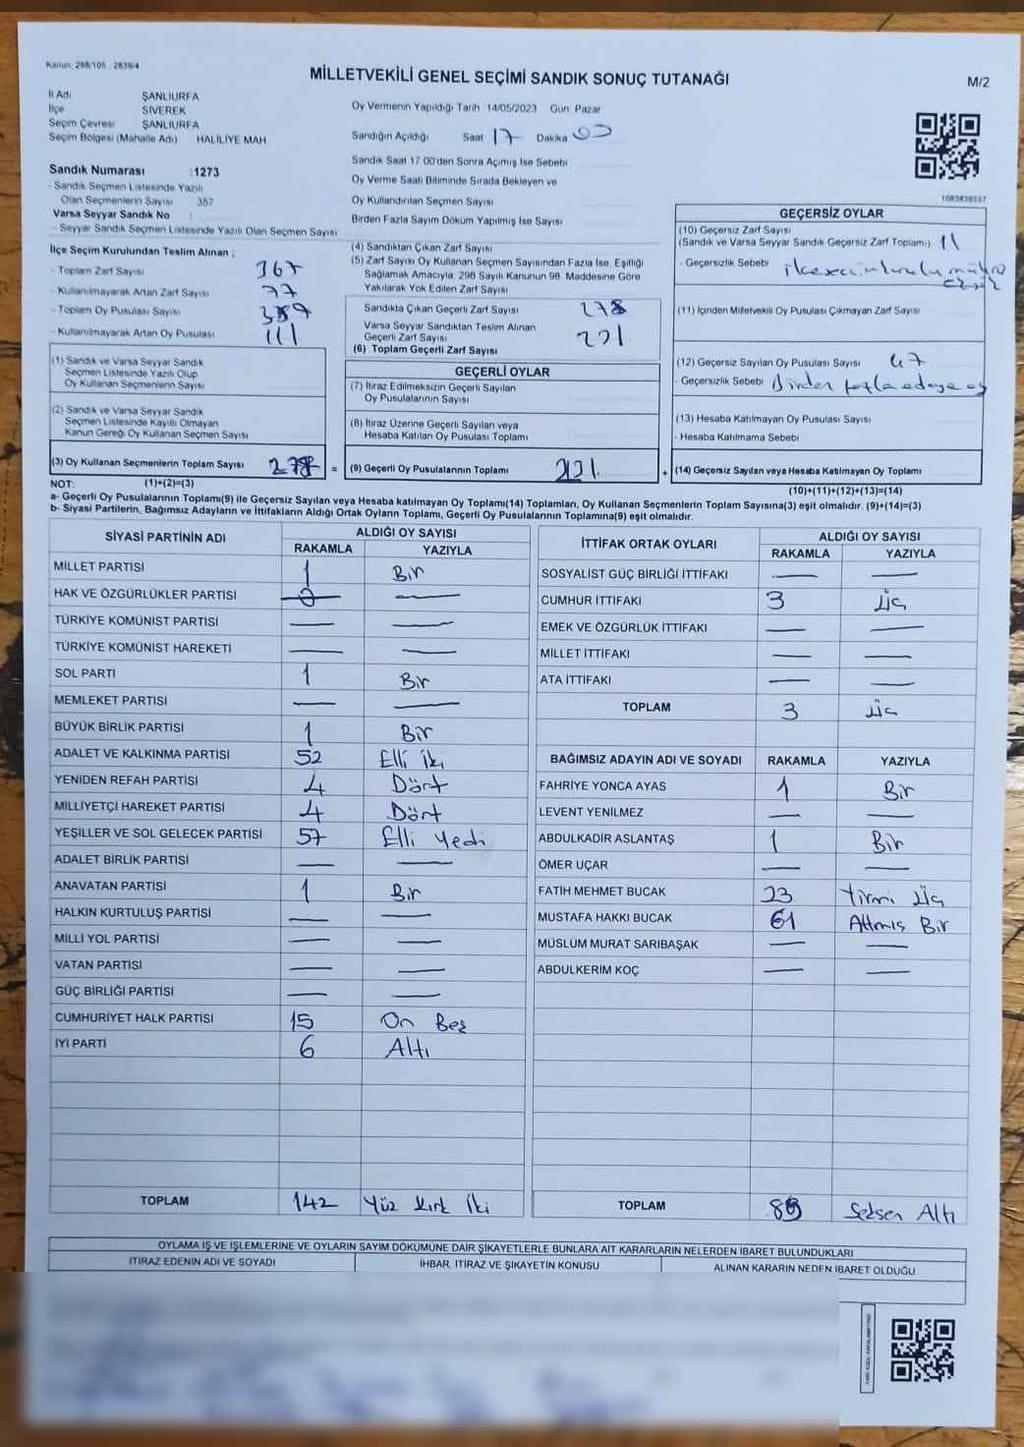 Kanun: 298/105 : 2839/4
MİLLETVEKİLİ GENEL SEÇİMİ SANDIK SONUÇ TUTANAĞI
M/2
İl Adı ŞANLIURFA
İlçe SİVEREK
Seçim Çevresi ŞANLIURFA
Seçim Bölgesi (Mahalle Adı) HALİLİYE MAH
Oy Vermenin Yapıldığı Tarih 14/05/2023 Gün Pazar
Sandığın Açıldığı Saat 17 Dakika 00
Sandık Saat 17.00'den Sonra Açılmış İse Sebebi
Oy Verme Saati Bitiminde Sırada Bekleyen ve
Oy Kullandırılan Seçmen Sayısı
Birden Fazla Sayım Döküm Yapılmış İse Sayısı
Sandık Numarası :1273
- Sandık Seçmen Listesinde Yazılı
Olan Seçmenlerin Sayısı 357
Varsa Seyyar Sandık No :
- Seyyar Sandık Seçmen Listesinde Yazılı Olan Seçmen Sayısı
İlçe Seçim Kurulundan Teslim Alınan ;
- Toplam Zarf Sayısı 367
- Kullanılmayarak Artan Zarf Sayısı 77
- Toplam Oy Pusulası Sayısı
- Kullanılmayarak Artan Oy Pusulası 111
(1) Sandık ve Varsa Seyyar Sandık
Seçmen Listesinde Yazılı Olup
Oy Kullanan Seçmenlerin Sayısı
(2) Sandık ve Varsa Seyyar Sandık
Seçmen Listesinde Kayıtlı Olmayan
Kanun Gereği Oy Kullanan Seçmen Sayısı
(3) Oy Kullanan Seçmenlerin Toplam Sayısı 278 =
(4) Sandıktan Çıkan Zarf Sayısı
(5) Zarf Sayısı Oy Kullanan Seçmen Sayısından Fazla İse, Eşitliği
Sağlamak Amacıyla, 298 Sayılı Kanunun 98. Maddesine Göre
Yakılarak Yok Edilen Zarf Sayısı
Sandıkta Çıkan Geçerli Zarf Sayısı 278
Varsa Seyyar Sandıktan Teslim Alınan
Geçerli Zarf Sayısı
(6) Toplam Geçerli Zarf Sayısı 231
GEÇERLİ OYLAR
(7) İtiraz Edilmeksizin Geçerli Sayılan
Oy Pusulalarının Sayısı
(8) İtiraz Üzerine Geçerli Sayılan veya
Hesaba Katılan Oy Pusulası Toplamı
(9) Geçerli Oy Pusulalarının Toplamı 231 +
1083838557
GEÇERSİZ OYLAR
(10) Geçersiz Zarf Sayısı
(Sandık ve Varsa Seyyar Sandık Geçersiz Zarf Toplamı) 11
- Geçersizlik Sebebi
(11) İçinden Milletvekili Oy Pusulası Çıkmayan Zarf Sayısı
(12) Geçersiz Sayılan Oy Pusulası Sayısı 47
- Geçersizlik Sebebi Birden fazla adaya oy
(13) Hesaba Katılmayan Oy Pusulası Sayısı
- Hesaba Katılmama Sebebi
(14) Geçersiz Sayılan veya Hesaba Katılmayan Oy Toplamı
NOT: (1)+(2)=(3)
(10)+(11)+(12)+(13)=(14)
a- Geçerli Oy Pusulalarının Toplamı(9) ile Geçersiz Sayılan veya Hesaba katılmayan Oy Toplamı(14) Toplamları, Oy Kullanan Seçmenlerin Toplam Sayısına(3) eşit olmalıdır. (9)+(14)=(3)
b- Siyasi Partilerin, Bağımsız Adayların ve İttifakların Aldığı Ortak Oyların Toplamı, Geçerli Oy Pusulalarının Toplamına(9) eşit olmalıdır.
SİYASİ PARTİNİN ADI ALDIĞI OY SAYISI
RAKAMLA YAZIYLA
MİLLET PARTİSİ 1 Bir
HAK VE ÖZGÜRLÜKLER PARTİSİ 0 —
TÜRKİYE KOMÜNİST PARTİSİ — —
TÜRKİYE KOMÜNİST HAREKETİ — —
SOL PARTİ 1 Bir
MEMLEKET PARTİSİ — —
BÜYÜK BİRLİK PARTİSİ 1 Bir
ADALET VE KALKINMA PARTİSİ 52 Elli İki
YENİDEN REFAH PARTİSİ 4 Dört
MİLLİYETÇİ HAREKET PARTİSİ 4 Dört
YEŞİLLER VE SOL GELECEK PARTİSİ 57 Elli Yedi
ADALET BİRLİK PARTİSİ — —
ANAVATAN PARTİSİ 1 Bir
HALKIN KURTULUŞ PARTİSİ — —
MİLLİ YOL PARTİSİ — —
VATAN PARTİSİ — —
GÜÇ BİRLİĞİ PARTİSİ — —
CUMHURİYET HALK PARTİSİ 15 On Beş
İYİ PARTİ 6 Altı
TOPLAM 142 Yüz Kırk İki
İTTİFAK ORTAK OYLARI ALDIĞI OY SAYISI
RAKAMLA YAZIYLA
SOSYALİST GÜÇ BİRLİĞİ İTTİFAKI — —
CUMHUR İTTİFAKI 3 Üç
EMEK VE ÖZGÜRLÜK İTTİFAKI — —
MİLLET İTTİFAKI — —
ATA İTTİFAKI — —
TOPLAM 3 Üç
BAĞIMSIZ ADAYIN ADI VE SOYADI RAKAMLA YAZIYLA
FAHRİYE YONCA AYAS 1 Bir
LEVENT YENİLMEZ — —
ABDULKADİR ASLANTAŞ 1 Bir
ÖMER UÇAR — —
FATİH MEHMET BUCAK 23 Yirmi Üç
MUSTAFA HAKKI BUCAK 61 Altmış Bir
MÜSLÜM MURAT SARIBAŞAK — —
ABDULKERİM KOÇ — —
TOPLAM 86 Seksen Altı
OYLAMA İŞ VE İŞLEMLERİNE VE OYLARIN SAYIM DÖKÜMÜNE DAİR ŞİKAYETLERLE BUNLARA AİT KARARLARIN NELERDEN İBARET BULUNDUKLARI
İTİRAZ EDENİN ADI VE SOYADI İHBAR, İTİRAZ VE ŞİKAYETİN KONUSU ALINAN KARARIN NEDEN İBARET OLDUĞU